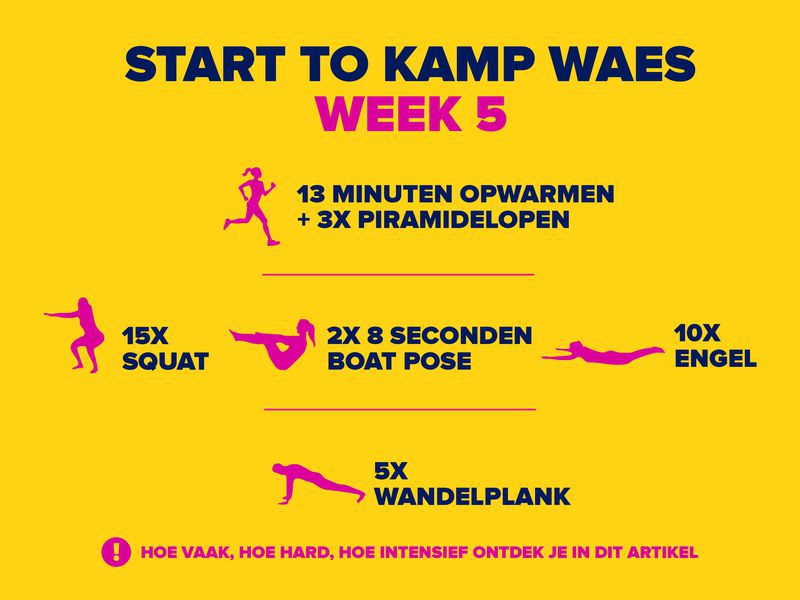 START TO KAMP WAES
WEEK 5
13 MINUTEN OPWARMEN
+ 3X PIRAMIDELOPEN
15X
SQUAT
2X 8 SECONDEN
BOAT POSE
10X
ENGEL
5X
WANDELPLANK
! HOE VAAK, HOE HARD, HOE INTENSIEF ONTDEK JE IN DIT ARTIKEL